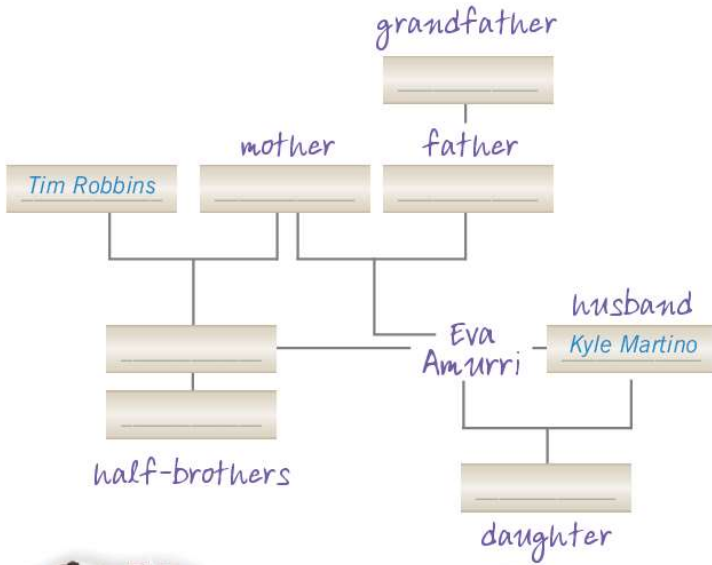 grandfather
mother
father
Tim Robbins
husband
Eva
Amurri
Kyle Martino
half-brothers
daughter